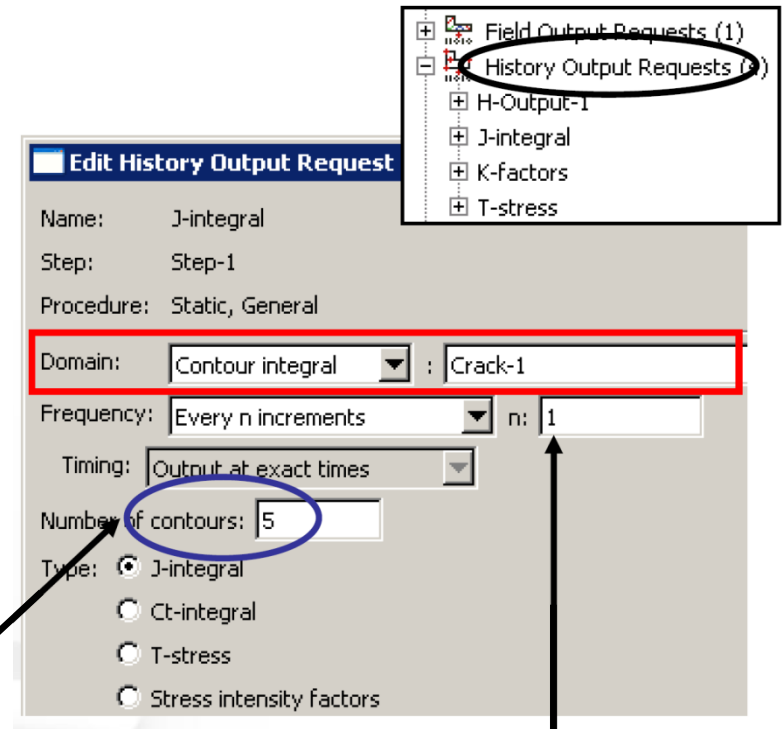 Field Output Requests (1)
History Output Requests (4)
H-Output-1
J-integral
K-factors
T-stress
Edit History Output Request
Name: J-integral
Step: Step-1
Procedure: Static, General
Domain: Contour integral : Crack-1
Frequency: Every n increments n: 1
Timing: Output at exact times
Number of contours: 5
Type: J-integral
Ct-integral
T-stress
Stress intensity factors